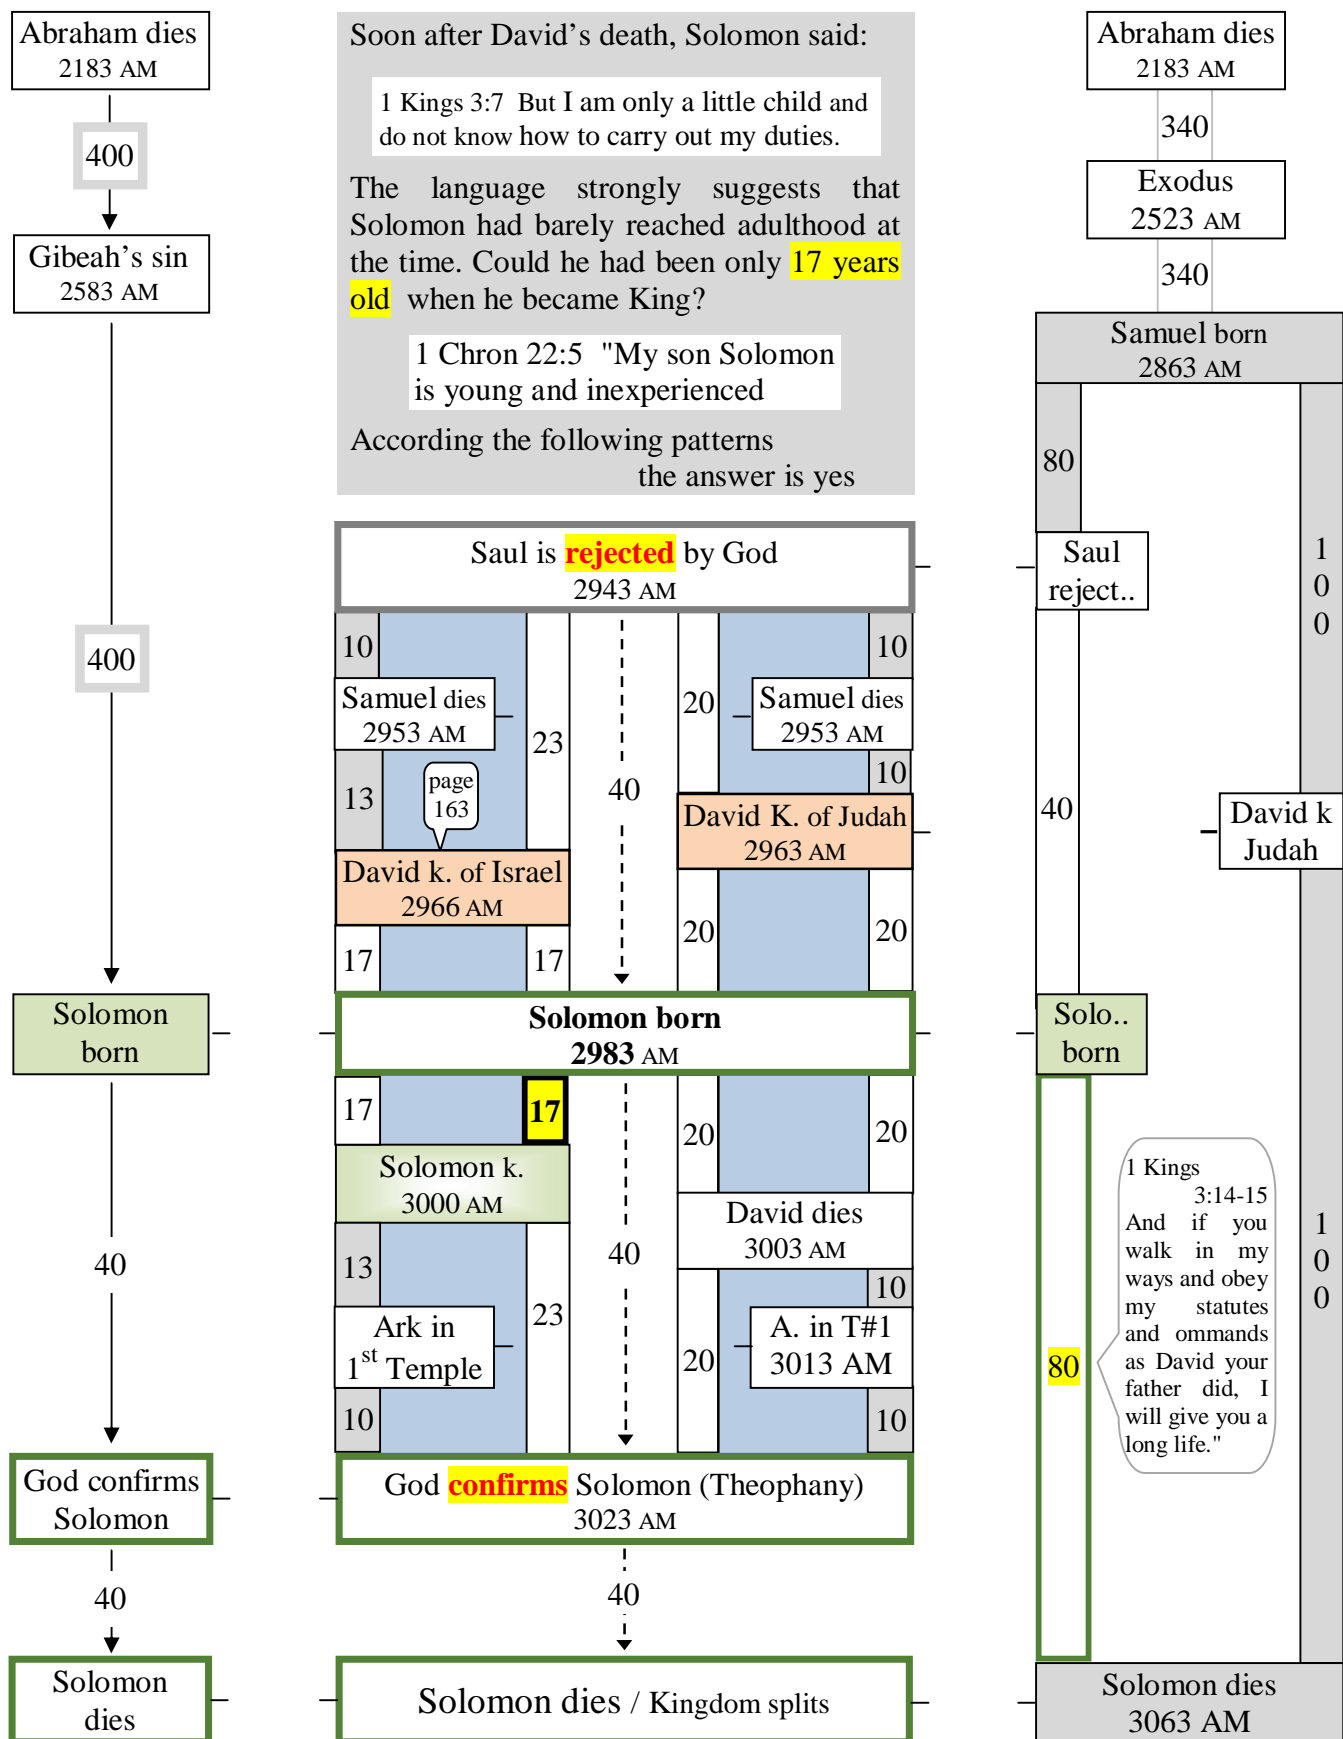 Abraham dies
2183 AM
400
Gibeah's sin
2583 AM
400
Solomon
born
40
God confirms
Solomon
40
Solomon
dies
Soon after David's death, Solomon said:
1 Kings 3:7 But I am only a little child and
do not know how to carry out my duties.
The language strongly suggests that
Solomon had barely reached adulthood at
the time. Could he had been only 17 years
old when he became King?
1 Chron 22:5 "My son Solomon
is young and inexperienced
According the following patterns
the answer is yes
Saul is rejected by God
2943 AM
10
23
20
10
Samuel dies
2953 AM
Samuel dies
2953 AM
40
13
page
163
10
David K. of Judah
2963 AM
David k. of Israel
2966 AM
17
17
20
20
Solomon born
2983 AM
17
17
20
20
Solomon k.
3000 AM
David dies
3003 AM
40
13
23
10
Ark in
1st Temple
20
A. in T#1
3013 AM
10
10
God confirms Solomon (Theophany)
3023 AM
40
Solomon dies / Kingdom splits
Abraham dies
2183 AM
340
Exodus
2523 AM
340
Samuel born
2863 AM
80
1
0
0
Saul
reject..
40
David k
Judah
Solo..
born
80
1 Kings
3:14-15
And if you
walk in my
ways and obey
my statutes
and ommands
as David your
father did, I
will give you a
long life."
1
0
0
Solomon dies
3063 AM